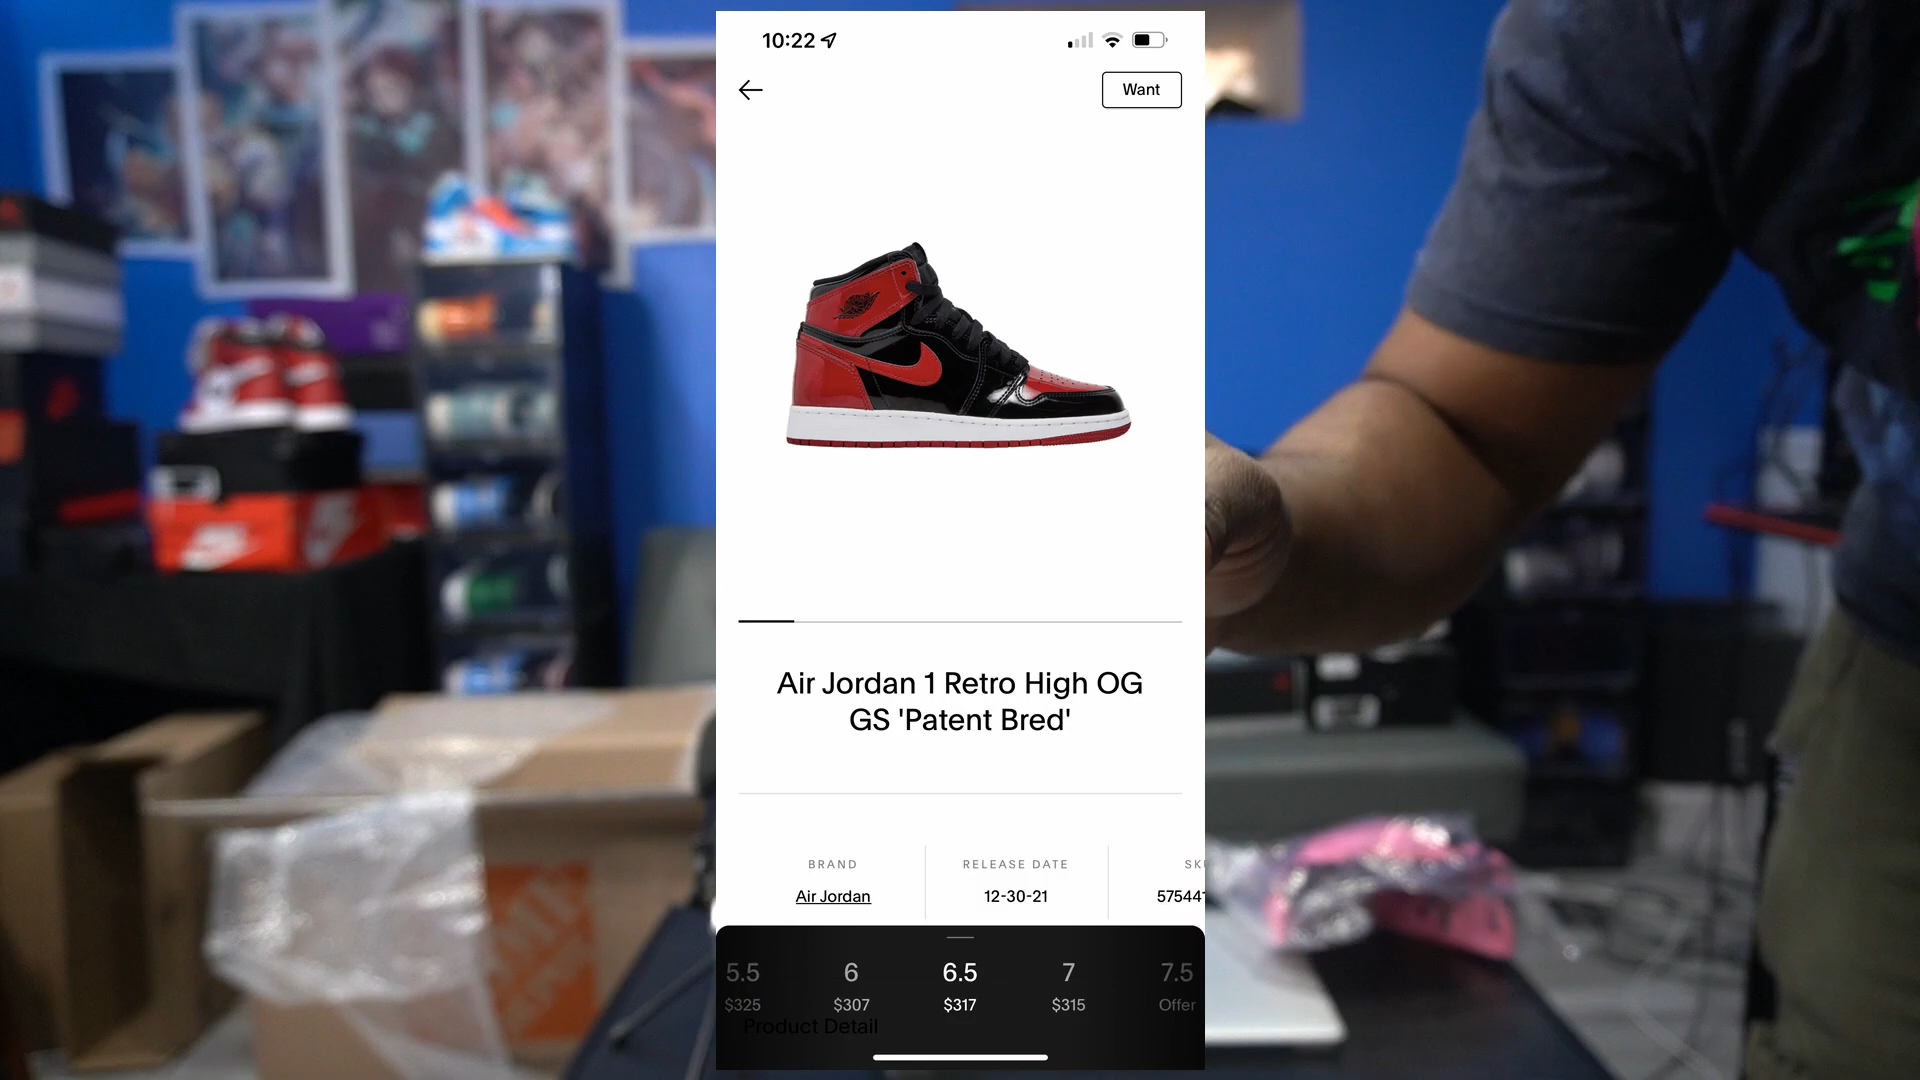 10:22
Want
Air Jordan 1 Retro High OG
GS 'Patent Bred'
BRAND
RELEASE DATE
Air Jordan
12-30-21
5.5
6
6.5
7
7.5
$325
$307
$317
$315
Offer
Product Detail